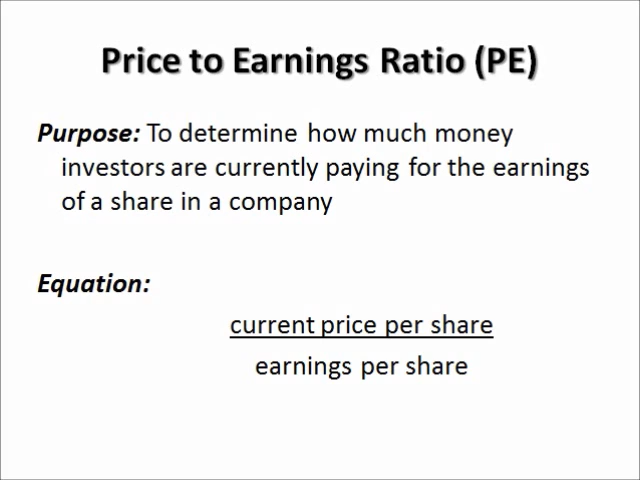 Price to Earnings Ratio (PE)
Purpose: To determine how much money
investors are currently paying for the earnings
of a share in a company
Equation:
current price per share
earnings per share